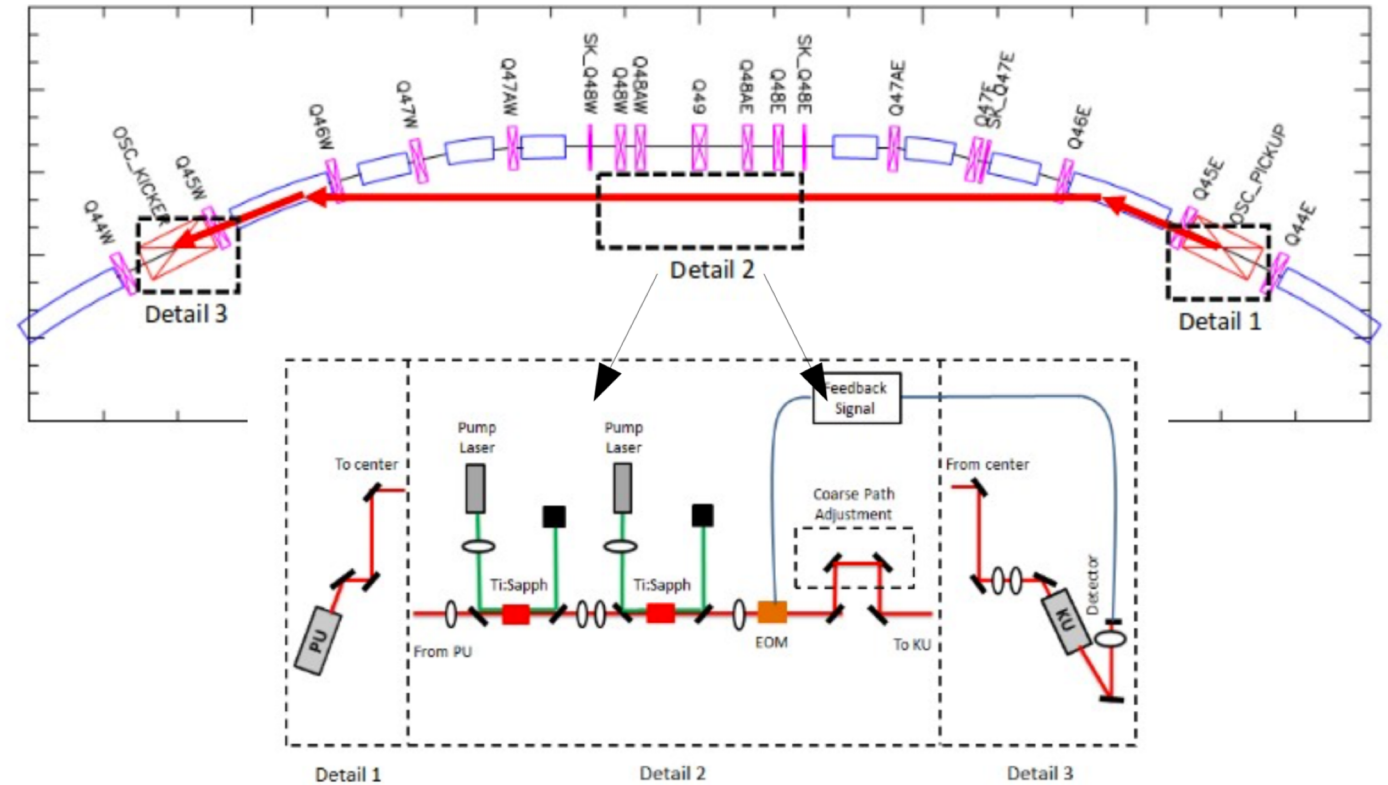 OSC_KICKER
Q44W
Q45W
Q46W
Q47W
Q47AW
SK_Q48W
Q48W
Q48AW
Q49
Q48AE
Q48E
SK_Q48E
Q47AE
Q47E
SK_Q47E
Q46E
Q45E
OSC_PICKUP
Q44E
Detail 3
Detail 2
Detail 1
Feedback
Signal
Pump
Laser
Pump
Laser
To center
From center
Coarse Path
Adjustment
Ti:Sapph
Ti:Sapph
Detector
PU
KU
From PU
EOM
To KU
Detail 1
Detail 2
Detail 3